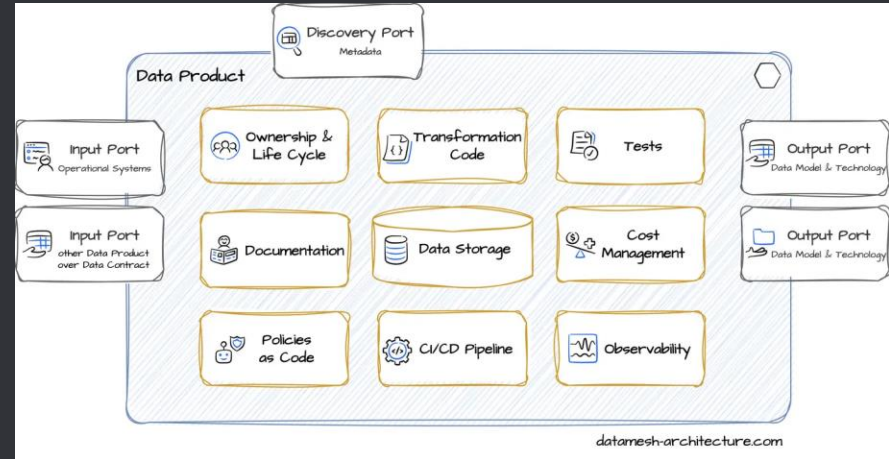 Discovery Port
Metadata
Data Product
Input Port
Operational Systems
Input Port
other Data Product
over Data Contract
Ownership &
Life Cycle
Transformation
Code
Tests
Documentation
Data Storage
Cost
Management
Policies
as Code
CI/CD Pipeline
Observability
Output Port
Data Model & Technology
Output Port
Data Model & Technology
datamesh-architecture.com